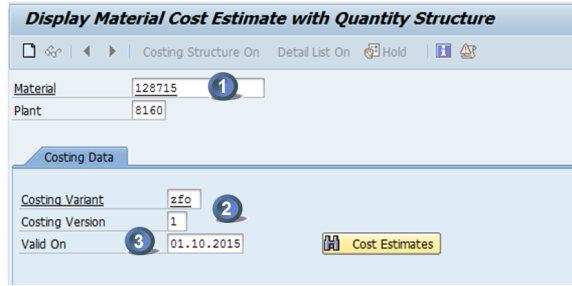 Display Material Cost Estimate with Quantity Structure
Costing Structure On Detail List On Hold
Material 128715 1
Plant 8160
Costing Data
Costing Variant zfo 2
Costing Version 1
Valid On 3 01.10.2015 Cost Estimates